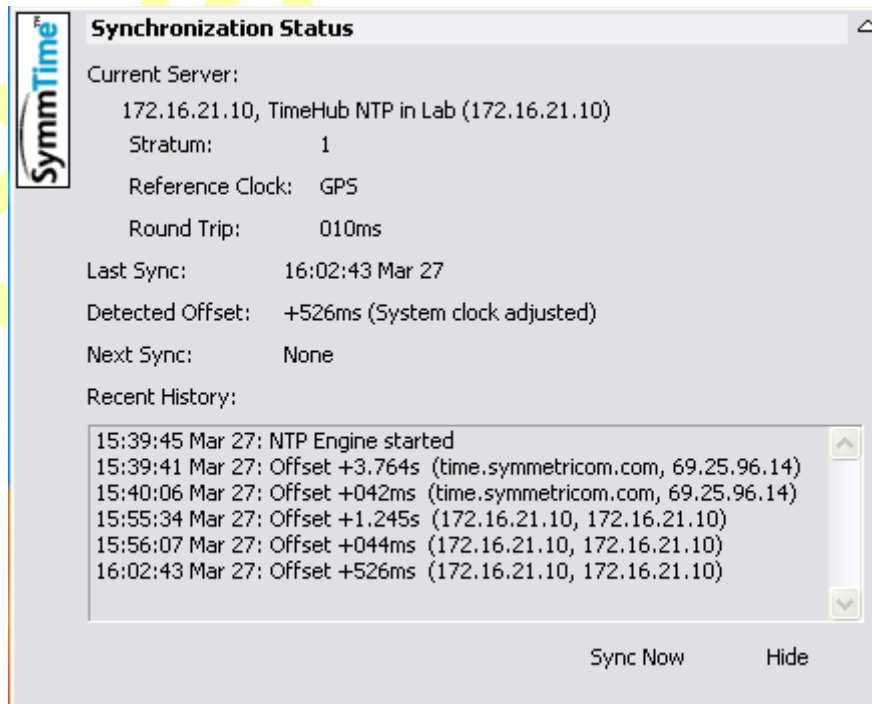 SymmTime
Synchronization Status
Current Server:
172.16.21.10, TimeHub NTP in Lab (172.16.21.10)
Stratum: 1
Reference Clock: GPS
Round Trip: 010ms
Last Sync: 16:02:43 Mar 27
Detected Offset: +526ms (System clock adjusted)
Next Sync: None
Recent History:
15:39:45 Mar 27: NTP Engine started
15:39:41 Mar 27: Offset +3.764s (time.symmetricom.com, 69.25.96.14)
15:40:06 Mar 27: Offset +042ms (time.symmetricom.com, 69.25.96.14)
15:55:34 Mar 27: Offset +1.245s (172.16.21.10, 172.16.21.10)
15:56:07 Mar 27: Offset +044ms (172.16.21.10, 172.16.21.10)
16:02:43 Mar 27: Offset +526ms (172.16.21.10, 172.16.21.10)
Sync Now Hide